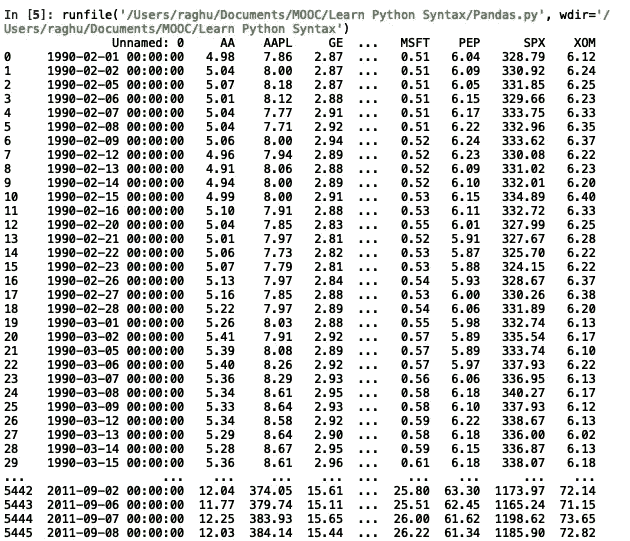 In [5]: runfile('/Users/raghu/Documents/MOOC/Learn Python Syntax/Pandas.py', wdir='/
Users/raghu/Documents/MOOC/Learn Python Syntax')
Unnamed: 0 AA AAPL GE ... MSFT PEP SPX XOM
0 1990-02-01 00:00:00 4.98 7.86 2.87 ... 0.51 6.04 328.79 6.12
1 1990-02-02 00:00:00 5.04 8.00 2.87 ... 0.51 6.09 330.92 6.24
2 1990-02-05 00:00:00 5.07 8.18 2.87 ... 0.51 6.05 331.85 6.25
3 1990-02-06 00:00:00 5.01 8.12 2.88 ... 0.51 6.15 329.66 6.23
4 1990-02-07 00:00:00 5.04 7.77 2.91 ... 0.51 6.17 333.75 6.33
5 1990-02-08 00:00:00 5.04 7.71 2.92 ... 0.51 6.22 332.96 6.35
6 1990-02-09 00:00:00 5.06 8.00 2.94 ... 0.52 6.24 333.62 6.37
7 1990-02-12 00:00:00 4.96 7.94 2.89 ... 0.52 6.23 330.08 6.22
8 1990-02-13 00:00:00 4.91 8.06 2.88 ... 0.52 6.09 331.02 6.23
9 1990-02-14 00:00:00 4.94 8.00 2.89 ... 0.52 6.10 332.01 6.20
10 1990-02-15 00:00:00 4.99 8.00 2.91 ... 0.53 6.15 334.89 6.40
11 1990-02-16 00:00:00 5.10 7.91 2.88 ... 0.53 6.11 332.72 6.33
12 1990-02-20 00:00:00 5.04 7.85 2.83 ... 0.55 6.01 327.99 6.25
13 1990-02-21 00:00:00 5.01 7.97 2.81 ... 0.52 5.91 327.67 6.28
14 1990-02-22 00:00:00 5.06 7.73 2.82 ... 0.53 5.87 325.70 6.22
15 1990-02-23 00:00:00 5.07 7.79 2.81 ... 0.53 5.88 324.15 6.22
16 1990-02-26 00:00:00 5.13 7.97 2.84 ... 0.54 5.93 328.67 6.37
17 1990-02-27 00:00:00 5.16 7.85 2.88 ... 0.53 6.00 330.26 6.38
18 1990-02-28 00:00:00 5.22 7.97 2.89 ... 0.54 6.06 331.89 6.20
19 1990-03-01 00:00:00 5.26 8.03 2.88 ... 0.55 5.98 332.74 6.13
20 1990-03-02 00:00:00 5.41 7.91 2.92 ... 0.57 5.89 335.54 6.17
21 1990-03-05 00:00:00 5.39 8.08 2.89 ... 0.57 5.89 333.74 6.10
22 1990-03-06 00:00:00 5.40 8.26 2.92 ... 0.57 5.97 337.93 6.22
23 1990-03-07 00:00:00 5.36 8.29 2.93 ... 0.56 6.06 336.95 6.13
24 1990-03-08 00:00:00 5.34 8.61 2.95 ... 0.58 6.18 340.27 6.17
25 1990-03-09 00:00:00 5.33 8.64 2.93 ... 0.58 6.10 337.93 6.12
26 1990-03-12 00:00:00 5.34 8.58 2.92 ... 0.59 6.22 338.67 6.13
27 1990-03-13 00:00:00 5.29 8.64 2.90 ... 0.58 6.18 336.00 6.02
28 1990-03-14 00:00:00 5.28 8.67 2.95 ... 0.59 6.15 336.87 6.13
29 1990-03-15 00:00:00 5.36 8.61 2.96 ... 0.61 6.18 338.07 6.18
... ... ... ... ... ... ... ... ... ...
5442 2011-09-02 00:00:00 12.04 374.05 15.61 ... 25.80 63.30 1173.97 72.14
5443 2011-09-06 00:00:00 11.77 379.74 15.11 ... 25.51 62.45 1165.24 71.15
5444 2011-09-07 00:00:00 12.25 383.93 15.65 ... 26.00 61.62 1198.62 73.65
5445 2011-09-08 00:00:00 12.03 384.14 15.44 ... 26.22 61.34 1185.90 72.82